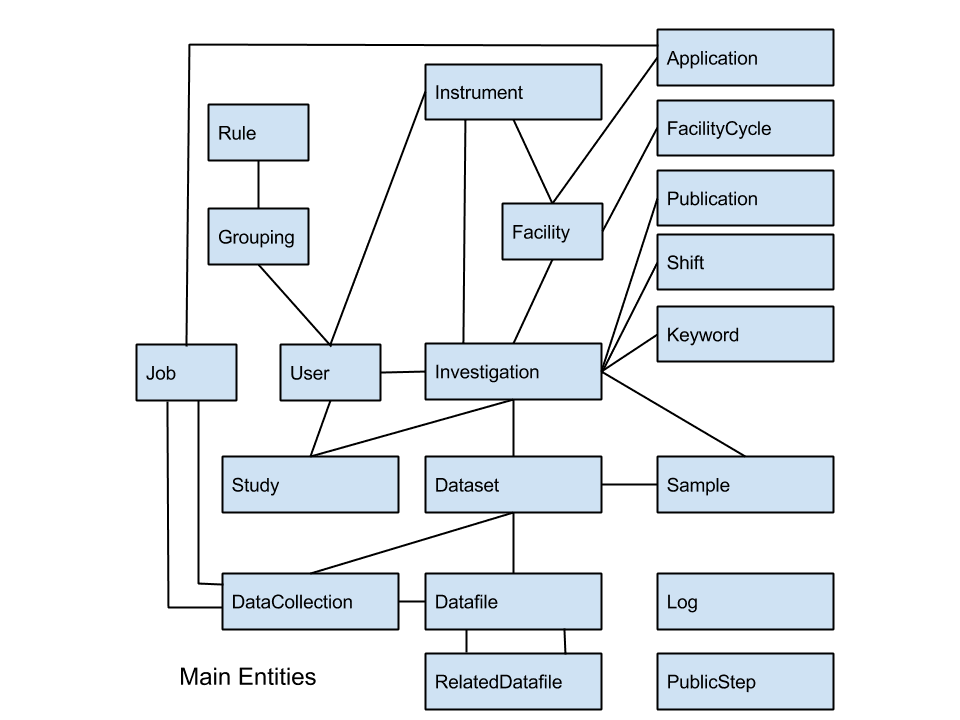 Application
Instrument
Rule
FacilityCycle
Publication
Grouping
Facility
Shift
Keyword
Job
User
Investigation
Study
Dataset
Sample
DataCollection
Datafile
Log
Main Entities
RelatedDatafile
PublicStep